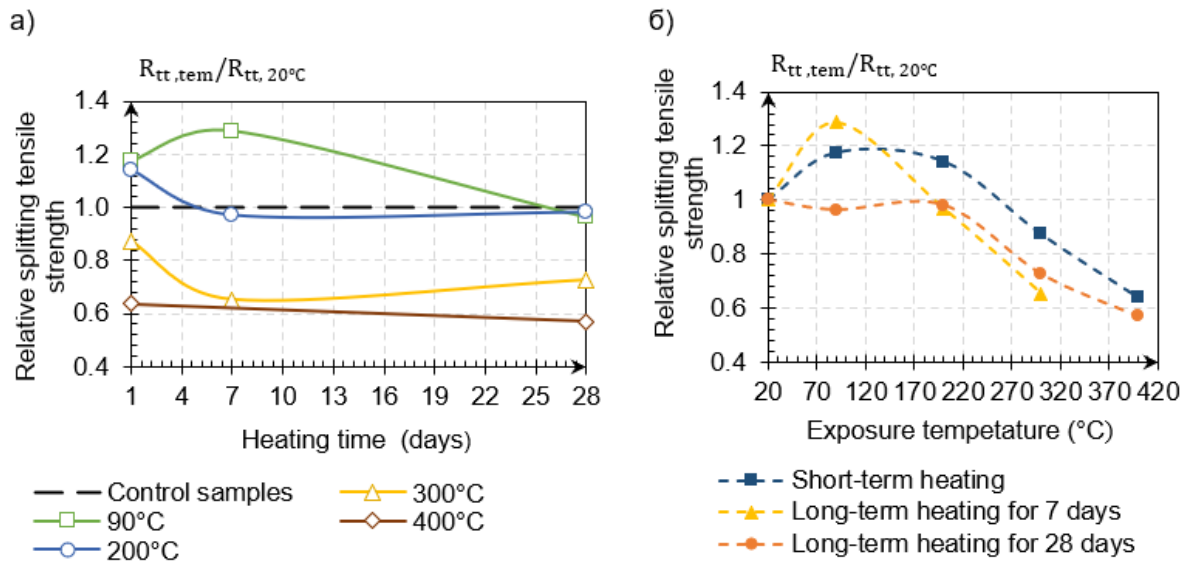 а)
R_tt,tem/R_tt, 20°C
Relative splitting tensile
strength
1.4
1.2
1.0
0.8
0.6
0.4
1 4 7 10 13 16 19 22 25 28
Heating time (days)
Control samples
300°C
90°C
400°C
200°C
б)
R_tt,tem/R_tt, 20°C
Relative splitting tensile
strength
1.4
1.2
1
0.8
0.6
0.4
20 70 120 170 220 270 320 370 420
Exposure tempetature (°C)
Short-term heating
Long-term heating for 7 days
Long-term heating for 28 days